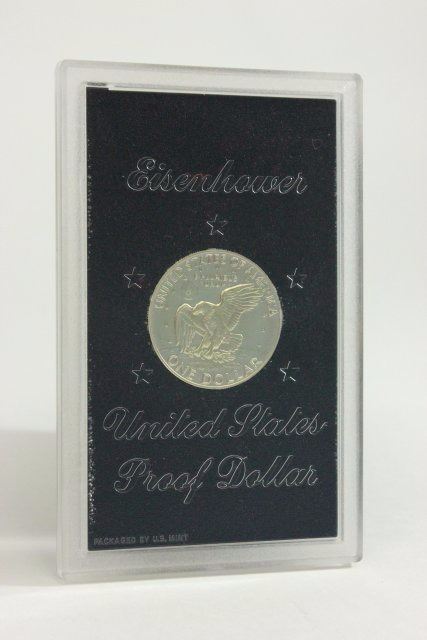 Eisenhower
UNITED STATES OF AMERICA
ONE DOLLAR
United States
Proof Dollar
PACKAGED BY U.S. MINT